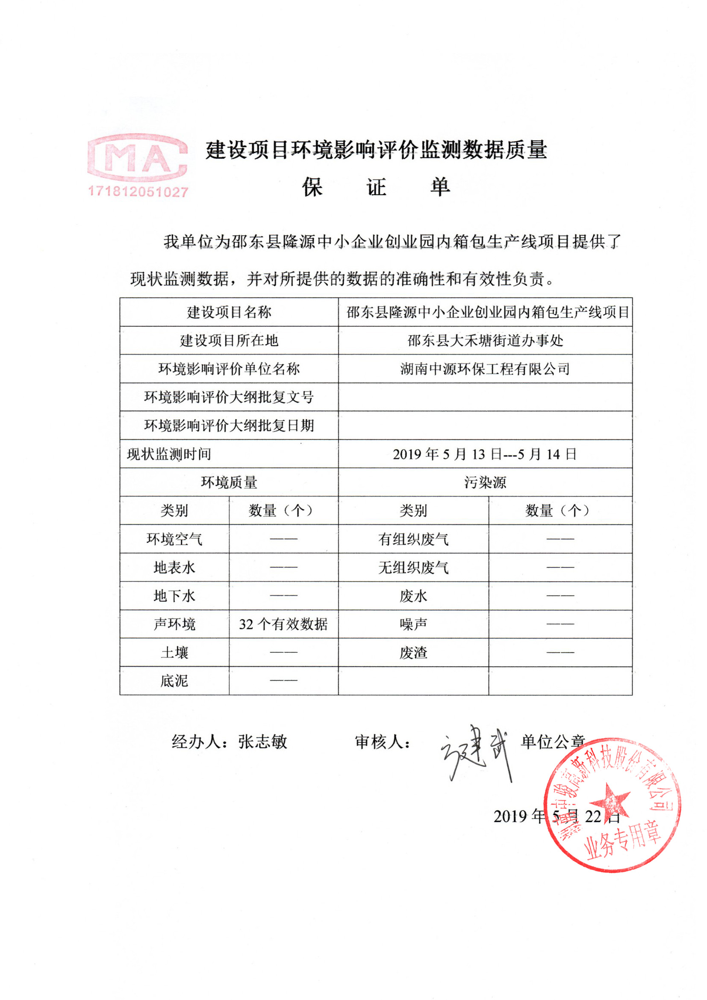 CMA
171812051027
建设项目环境影响评价监测数据质量
保 证 单
我单位为邵东县隆源中小企业创业园内箱包生产线项目提供了
现状监测数据，并对所提供的数据的准确性和有效性负责。
建设项目名称 邵东县隆源中小企业创业园内箱包生产线项目
建设项目所在地 邵东县大禾塘街道办事处
环境影响评价单位名称 湖南中源环保工程有限公司
环境影响评价大纲批复文号
环境影响评价大纲批复日期
现状监测时间 2019 年 5 月 13 日---5 月 14 日
环境质量 污染源
类别 数量（个） 类别 数量（个）
环境空气 —— 有组织废气 ——
地表水 —— 无组织废气 ——
地下水 —— 废水 ——
声环境 32 个有效数据 噪声 ——
土壤 —— 废渣 ——
底泥 ——
经办人：张志敏 审核人： 建武 单位公章
2019 年 5 月 22 日
湖南中骏高新科技股份有限公司
业务专用章